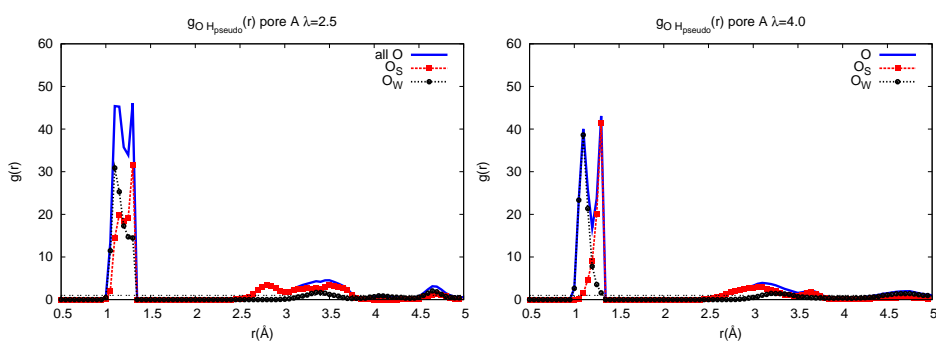 g_O H_pseudo(r) pore A λ=2.5
60
50
40
30
20
10
0
g(r)
all O
O_S
O_W
0.5 1 1.5 2 2.5 3 3.5 4 4.5 5
r(Å)
g_O H_pseudo(r) pore A λ=4.0
60
50
40
30
20
10
0
g(r)
O
O_S
O_W
0.5 1 1.5 2 2.5 3 3.5 4 4.5 5
r(Å)